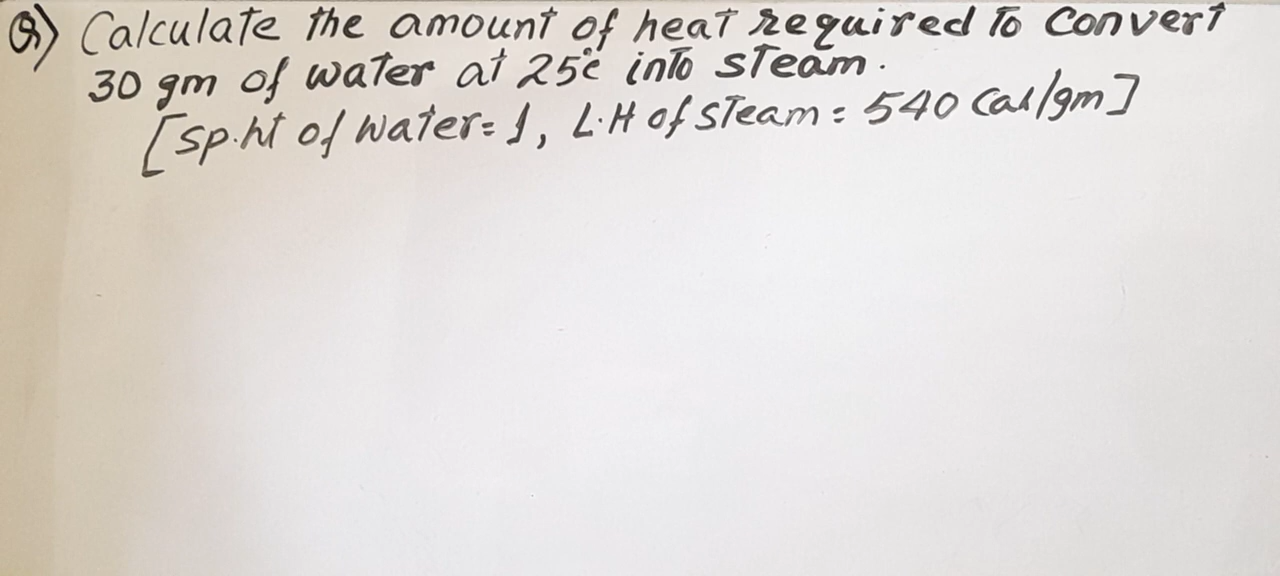 Q) Calculate the amount of heat required to convert
30 gm of water at 25°c into steam.
[sp.ht of water=1, L.H of steam = 540 Cal/gm]